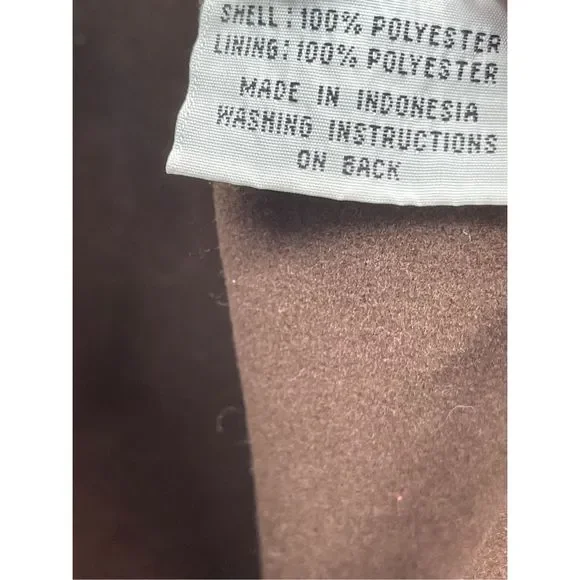 SHELL: 100% POLYESTER
LINING: 100% POLYESTER
MADE IN INDONESIA
WASHING INSTRUCTIONS
ON BACK